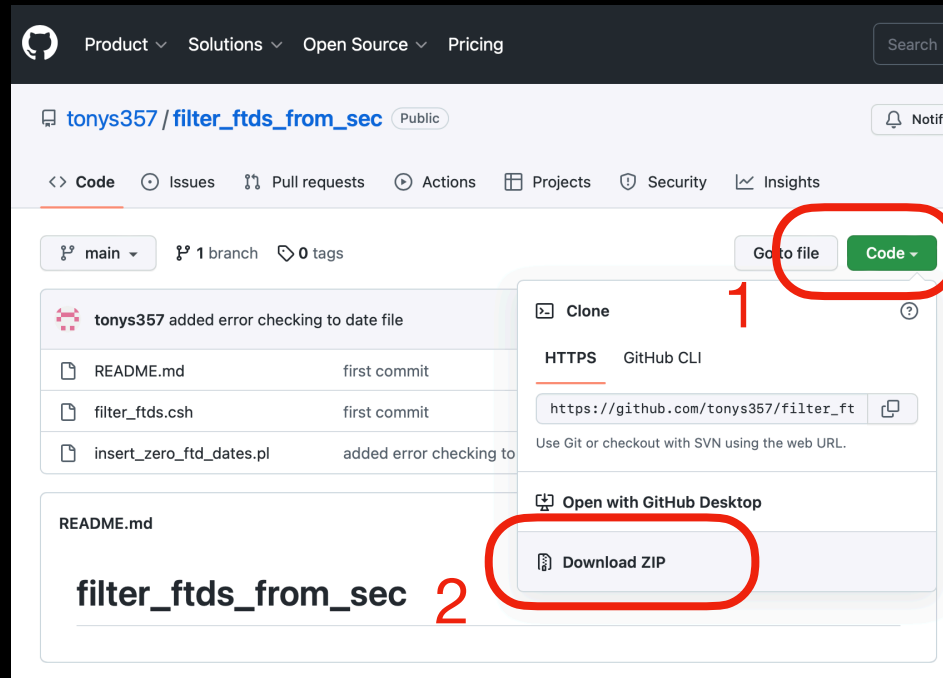 Product Solutions Open Source Pricing Search
tonys357 / filter_ftds_from_sec Public Notif
<> Code Issues Pull requests Actions Projects Security Insights
main 1 branch 0 tags Go to file Code
1
tonys357 added error checking to date file
README.md first commit
filter_ftds.csh first commit
insert_zero_ftd_dates.pl added error checking to
Clone
HTTPS GitHub CLI
https://github.com/tonys357/filter_ft
Use Git or checkout with SVN using the web URL.
Open with GitHub Desktop
Download ZIP
2
README.md
filter_ftds_from_sec